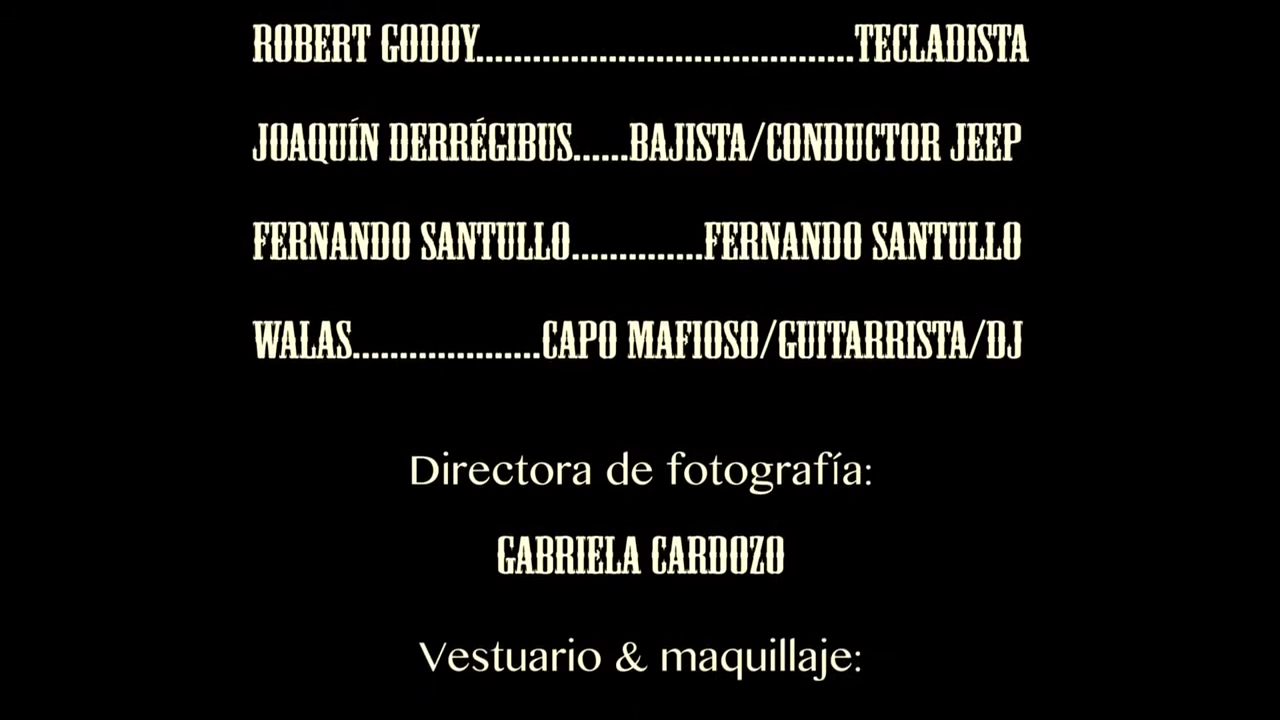 ROBERT GODOY........................................TECLADISTA
JOAQUÍN DERRÉGIBUS......BAJISTA/CONDUCTOR JEEP
FERNANDO SANTULLO..............FERNANDO SANTULLO
WALAS....................CAPO MAFIOSO/GUITARRISTA/DJ
Directora de fotografía:
GABRIELA CARDOZO
Vestuario & maquillaje: